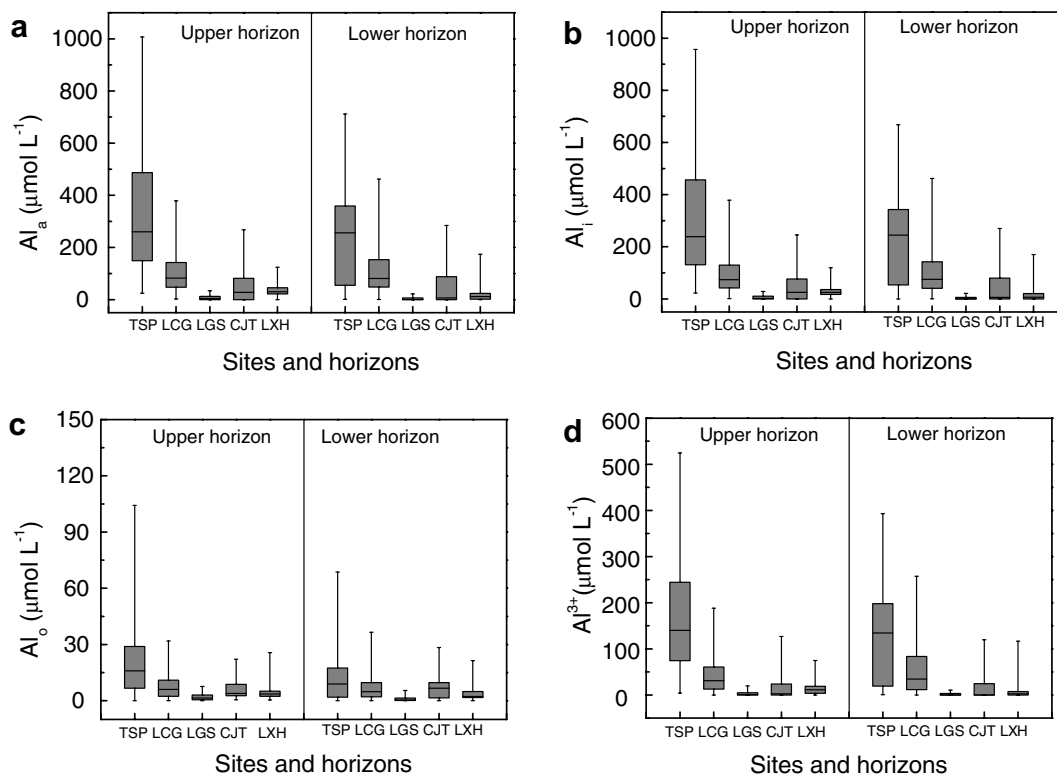 a
Upper horizon
Lower horizon
1000
800
600
400
200
0
Al_a (μmol L⁻¹)
TSP LCG LGS CJT LXH
TSP LCG LGS CJT LXH
Sites and horizons
b
Upper horizon
Lower horizon
1000
800
600
400
200
0
Al_i (μmol L⁻¹)
TSP LCG LGS CJT LXH
TSP LCG LGS CJT LXH
Sites and horizons
c
Upper horizon
Lower horizon
150
120
90
60
30
0
Al_o (μmol L⁻¹)
TSP LCG LGS CJT LXH
TSP LCG LGS CJT LXH
Sites and horizons
d
Upper horizon
Lower horizon
600
500
400
300
200
100
0
Al³⁺(μmol L⁻¹)
TSP LCG LGS CJT LXH
TSP LCG LGS CJT LXH
Sites and horizons